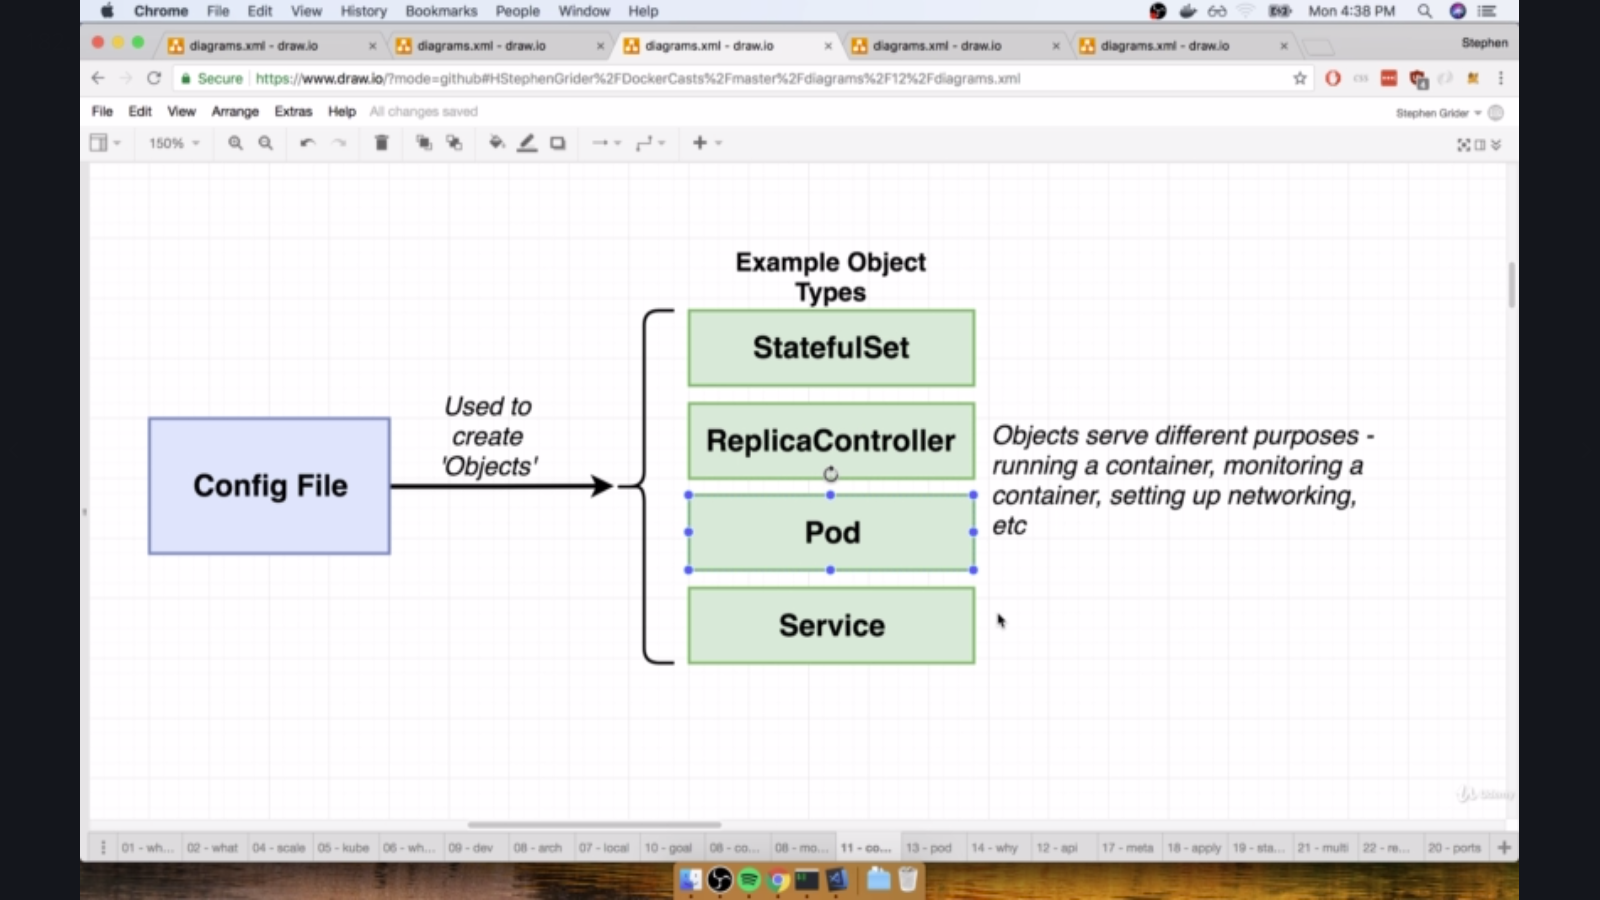 Chrome File Edit View History Bookmarks People Window Help Mon 4:38 PM
diagrams.xml - draw.io diagrams.xml - draw.io diagrams.xml - draw.io diagrams.xml - draw.io diagrams.xml - draw.io Stephen
Secure https://www.draw.io/?mode=github#HStephenGrider%2FDockerCasts%2Fmaster%2Fdiagrams%2F12%2Fdiagrams.xml
File Edit View Arrange Extras Help All changes saved Stephen Grider
150%
Example Object
Types
StatefulSet
Used to
create
'Objects'
Config File
ReplicaController
Pod
Service
Objects serve different purposes -
running a container, monitoring a
container, setting up networking,
etc
Udemy
01 - wh... 02 - what 04 - scale 05 - kube 06 - wh... 09 - dev 08 - arch 07 - local 10 - goal 08 - co... 08 - mo... 11 - co... 13 - pod 14 - why 12 - api 17 - meta 18 - apply 19 - sta... 21 - multi 22 - re... 20 - ports